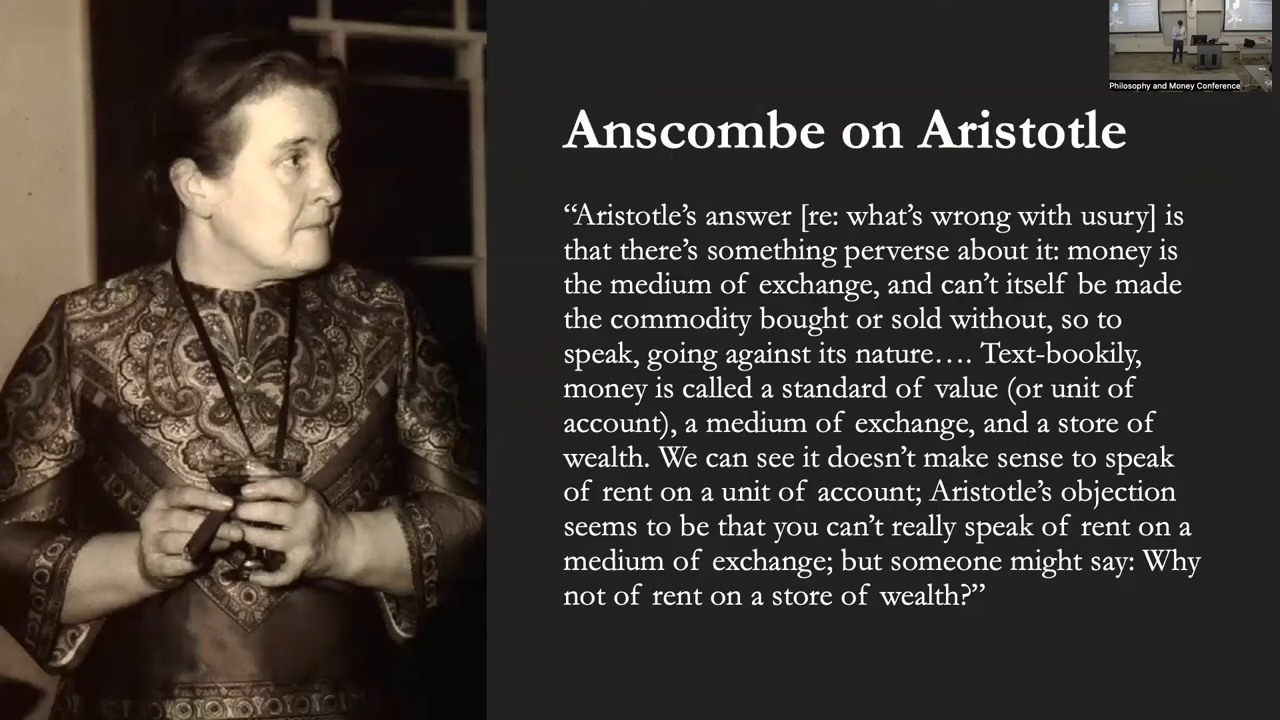 Philosophy and Money Conference
Anscombe on Aristotle
“Aristotle’s answer [re: what’s wrong with usury] is
that there’s something perverse about it: money is
the medium of exchange, and can’t itself be made
the commodity bought or sold without, so to
speak, going against its nature…. Text-bookily,
money is called a standard of value (or unit of
account), a medium of exchange, and a store of
wealth. We can see it doesn’t make sense to speak
of rent on a unit of account; Aristotle’s objection
seems to be that you can’t really speak of rent on a
medium of exchange; but someone might say: Why
not of rent on a store of wealth?”